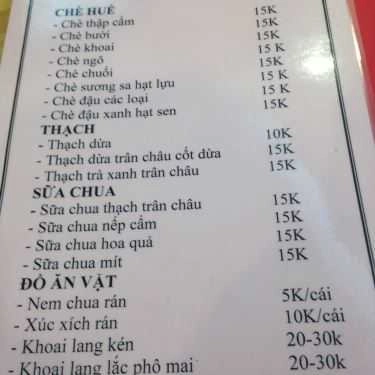 CHÈ HUẾ 15K
- Chè thập cẩm 15K
- Chè bưởi 15K
- Chè khoai 15 K
- Chè ngô 15K
- Chè chuối 15K
- Chè sương sa hạt lựu 15K
- Chè đậu các loại 15K
- Chè đậu xanh hạt sen
THẠCH
- Thạch dừa 10K
- Thạch dừa trân châu cốt dừa 15K
- Thạch trà xanh trân châu 15K
SỮA CHUA
- Sữa chua thạch trân châu 15K
- Sữa chua nếp cẩm 15K
- Sữa chua hoa quả 15K
- Sữa chua mít 15K
ĐỒ ĂN VẶT
- Nem chua rán 5K/cái
- Xúc xích rán 10K/cái
- Khoai lang kén 20-30k
- Khoai lang lắc phô mai 20-30k